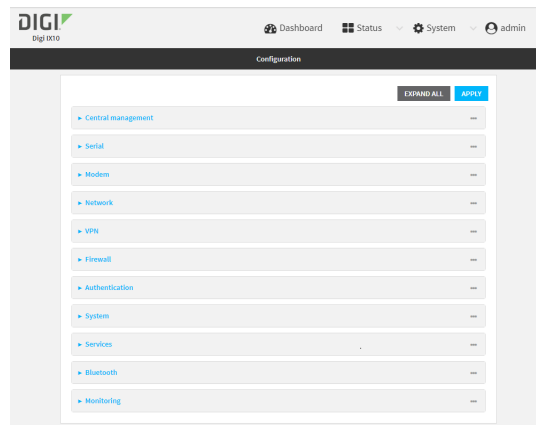 DIGI
Digi IX10
Dashboard Status System admin
Configuration
EXPAND ALL APPLY
Central management
Serial
Modem
Network
VPN
Firewall
Authentication
System
Services
Bluetooth
Monitoring